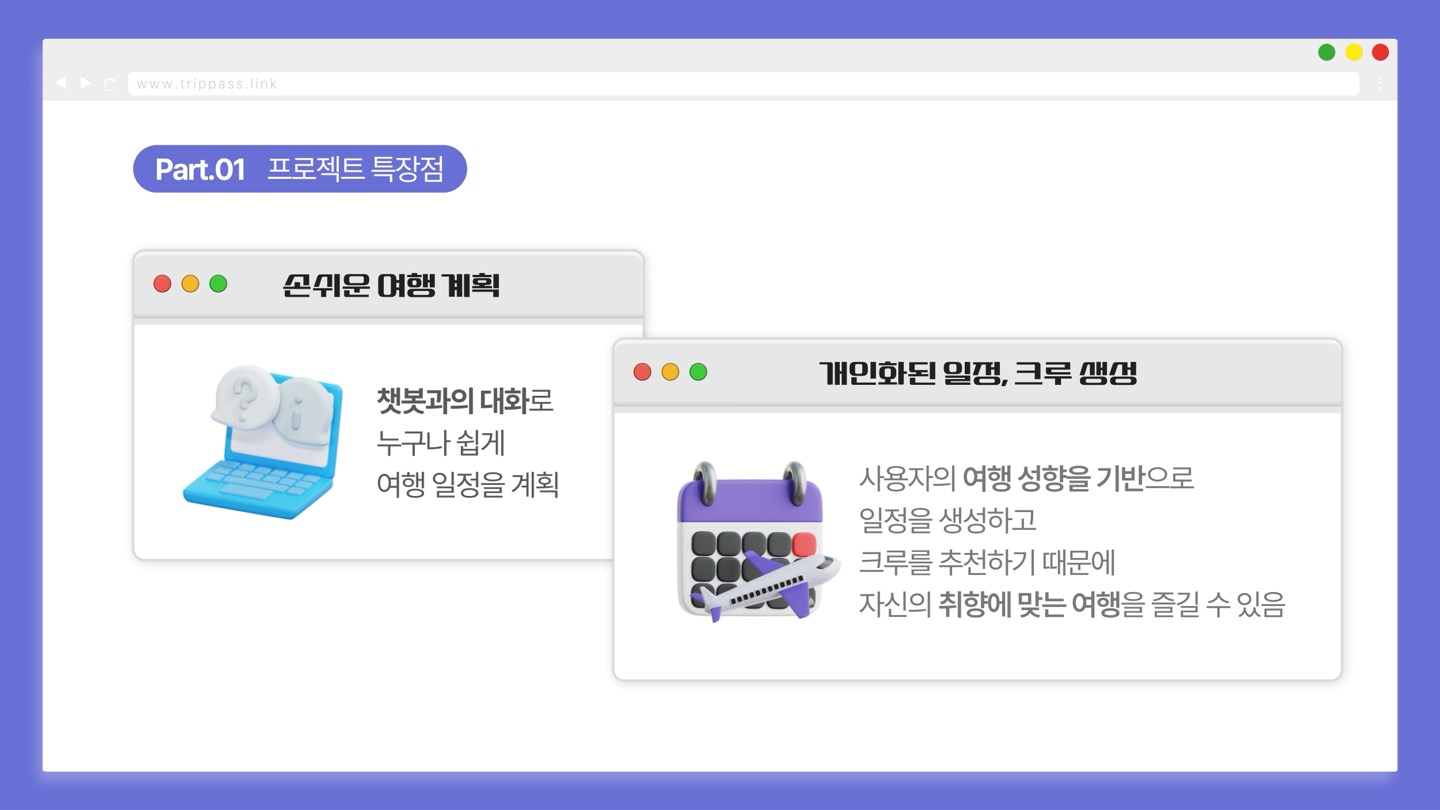 www.trippass.link
Part.01 프로젝트 특장점
손쉬운 여행 계획
챗봇과의 대화로
누구나 쉽게
여행 일정을 계획
개인화된 일정, 크루 생성
사용자의 여행 성향을 기반으로
일정을 생성하고
크루를 추천하기 때문에
자신의 취향에 맞는 여행을 즐길 수 있음